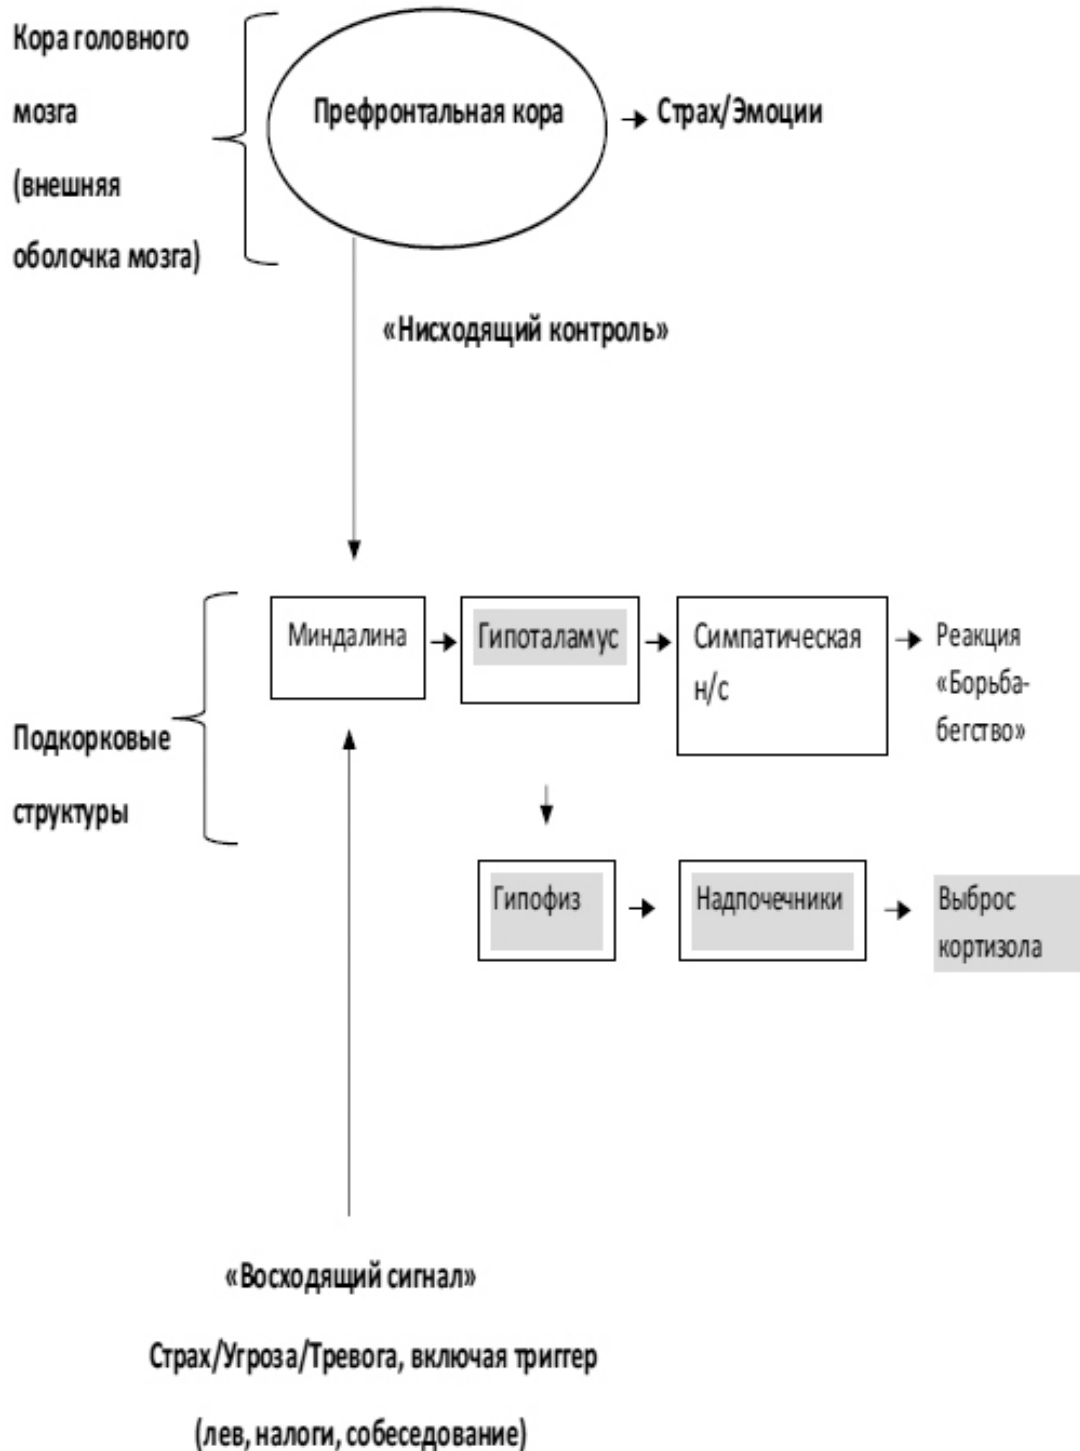 Кора головного
мозга
(внешняя
оболочка мозга)
Префронтальная кора
Страх/Эмоции
«Нисходящий контроль»
Подкорковые
структуры
Миндалина
Гипоталамус
Симпатическая
н/с
Реакция
«Борьба-
бегство»
Гипофиз
Надпочечники
Выброс
кортизола
«Восходящий сигнал»
Страх/Угроза/Тревога, включая триггер
(лев, налоги, собеседование)